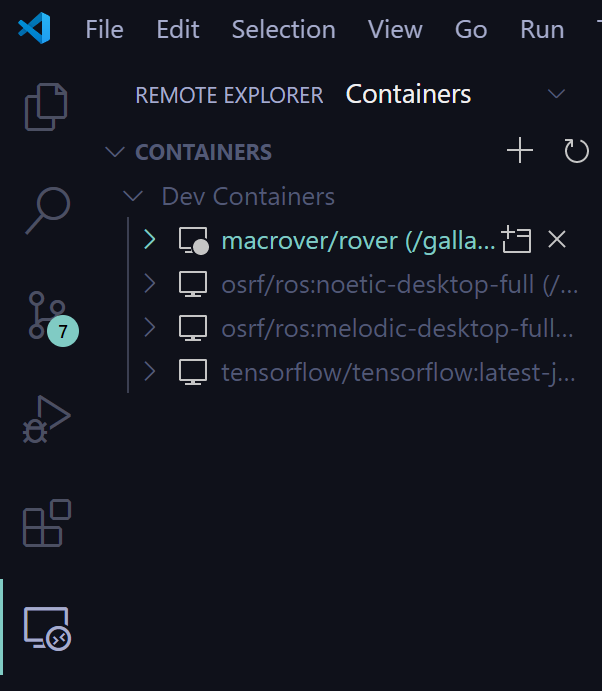 File Edit Selection View Go Run
REMOTE EXPLORER Containers
CONTAINERS
Dev Containers
macrover/rover (/galla...
osrf/ros:noetic-desktop-full (/...
osrf/ros:melodic-desktop-full...
7
tensorflow/tensorflow:latest-j...